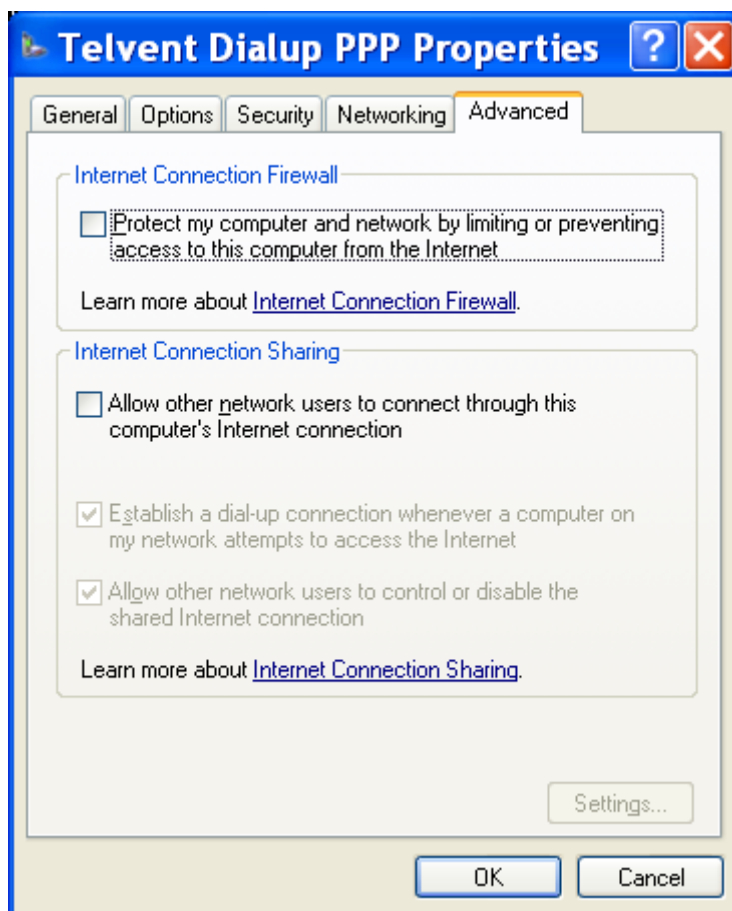 Telvent Dialup PPP Properties
General Options Security Networking Advanced
Internet Connection Firewall
Protect my computer and network by limiting or preventing
access to this computer from the Internet
Learn more about Internet Connection Firewall.
Internet Connection Sharing
Allow other network users to connect through this
computer's Internet connection
Establish a dial-up connection whenever a computer on
my network attempts to access the Internet
Allow other network users to control or disable the
shared Internet connection
Learn more about Internet Connection Sharing.
Settings...
OK Cancel